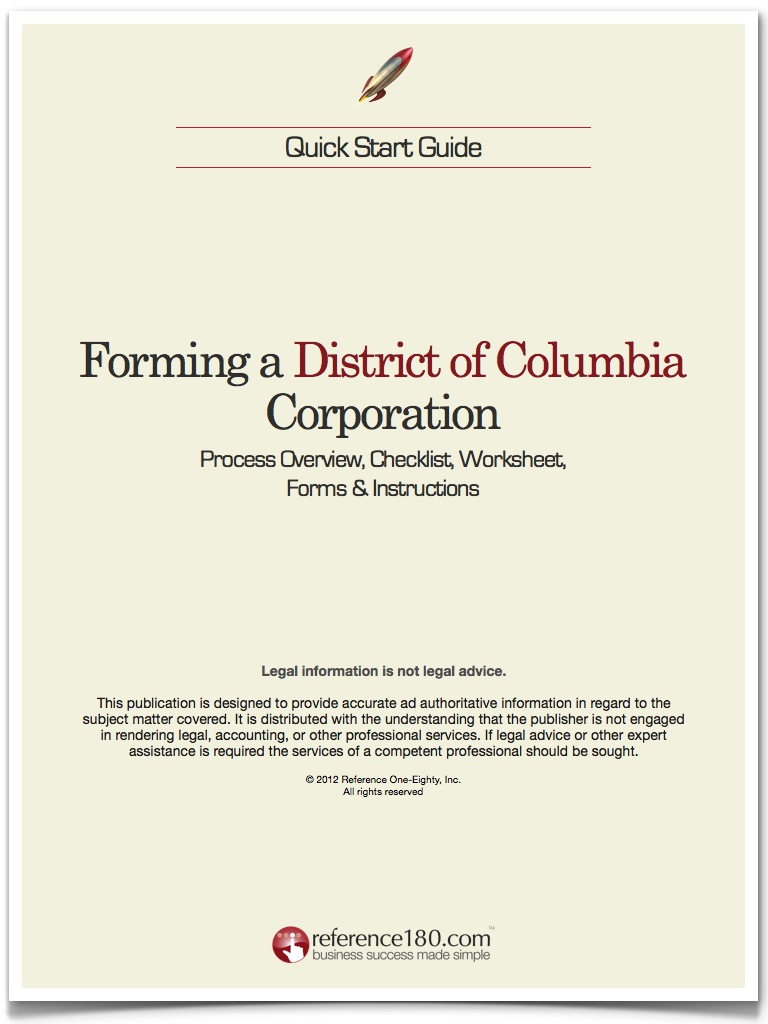 Quick Start Guide
Forming a District of Columbia
Corporation
Process Overview, Checklist, Worksheet,
Forms & Instructions
Legal information is not legal advice.
This publication is designed to provide accurate ad authoritative information in regard to the
subject matter covered. It is distributed with the understanding that the publisher is not engaged
in rendering legal, accounting, or other professional services. If legal advice or other expert
assistance is required the services of a competent professional should be sought.
© 2012 Reference One-Eighty, Inc.
All rights reserved
reference180.com™
business success made simple